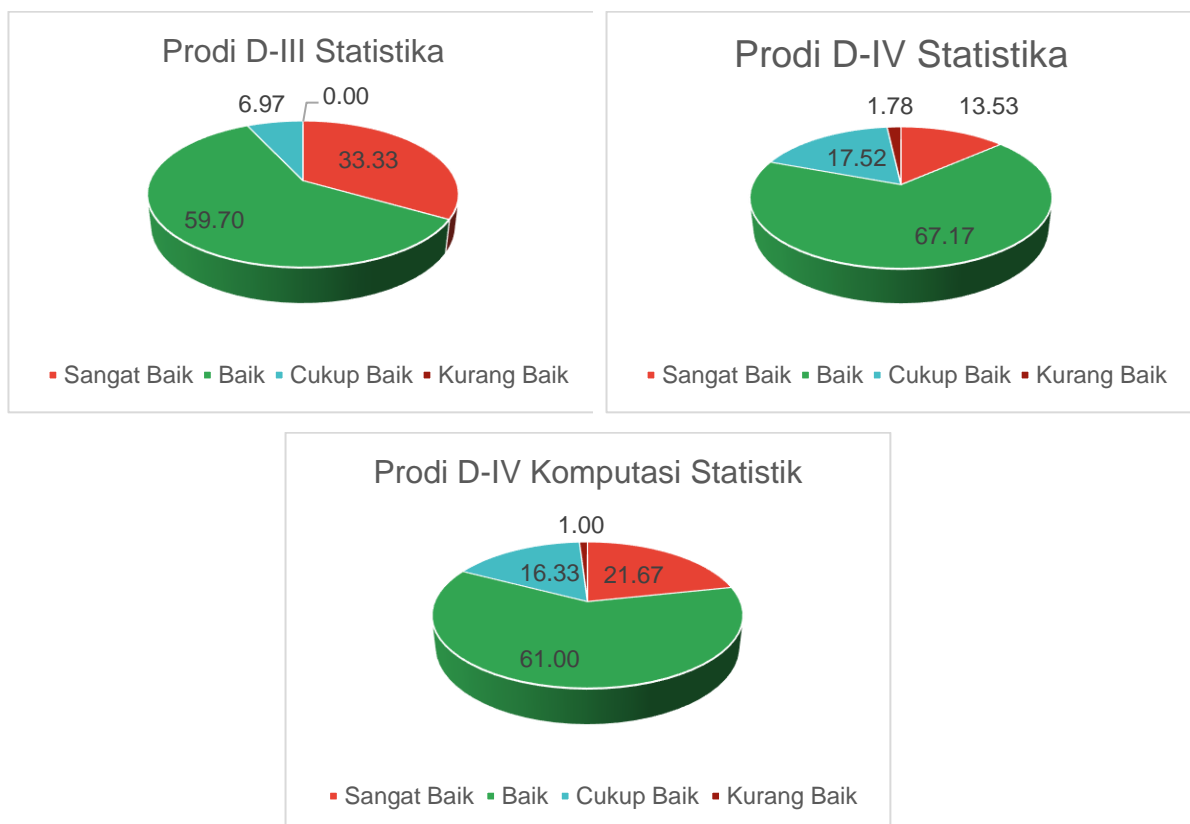 Prodi D-III Statistika
6.97
0.00
33.33
59.70
Sangat Baik Baik Cukup Baik Kurang Baik
Prodi D-IV Statistika
1.78
13.53
17.52
67.17
Sangat Baik Baik Cukup Baik Kurang Baik
Prodi D-IV Komputasi Statistik
1.00
16.33
21.67
61.00
Sangat Baik Baik Cukup Baik Kurang Baik